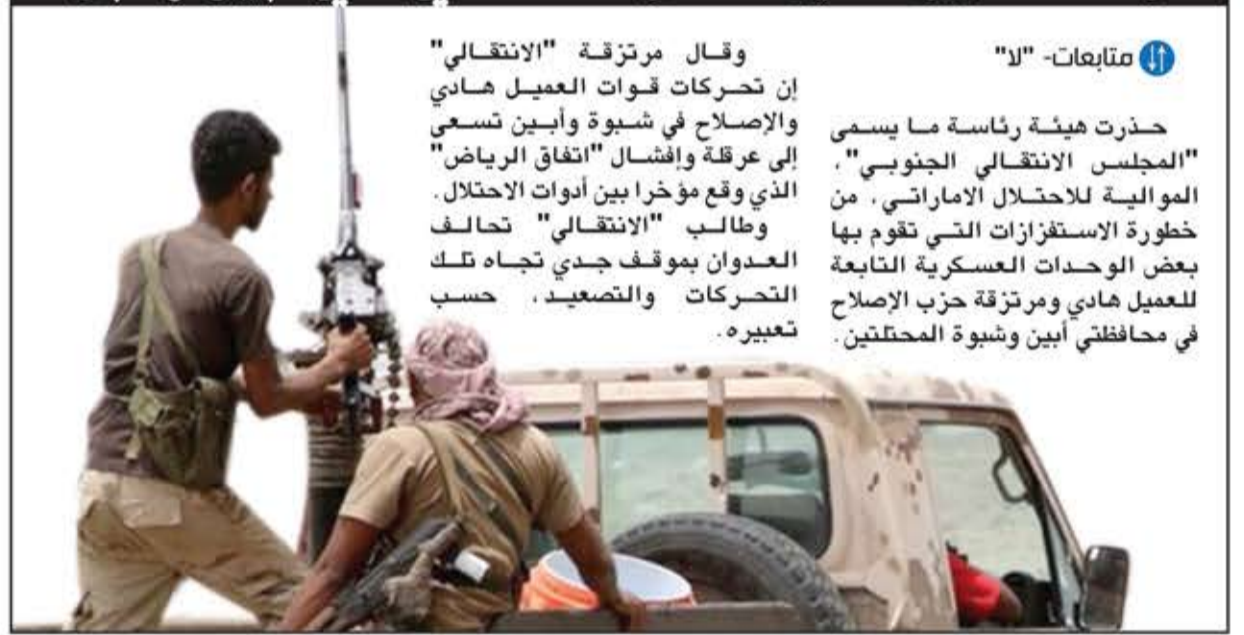 متابعات- "لا"
حذرت هيئة رئاسة ما يسمى
"المجلس الانتقالي الجنوبي"،
الموالية للاحتلال الاماراتي، من
خطورة الاستفزازات التي تقوم بها
بعض الوحدات العسكرية التابعة
للعميل هادي ومرتزقة حزب الإصلاح
في محافظتي أبين وشبوة المحتلتين.
وقال مرتزقة "الانتقالي"
إن تحركات قوات العميل هادي
والإصلاح في شبوة وأبين تسعى
إلى عرقلة وإفشال "اتفاق الرياض"
الذي وقع مؤخرا بين أدوات الاحتلال.
وطالب "الانتقالي" تحالف
العدوان بموقف جدي تجاه تلك
التحركات والتصعيد، حسب
تعبيره.